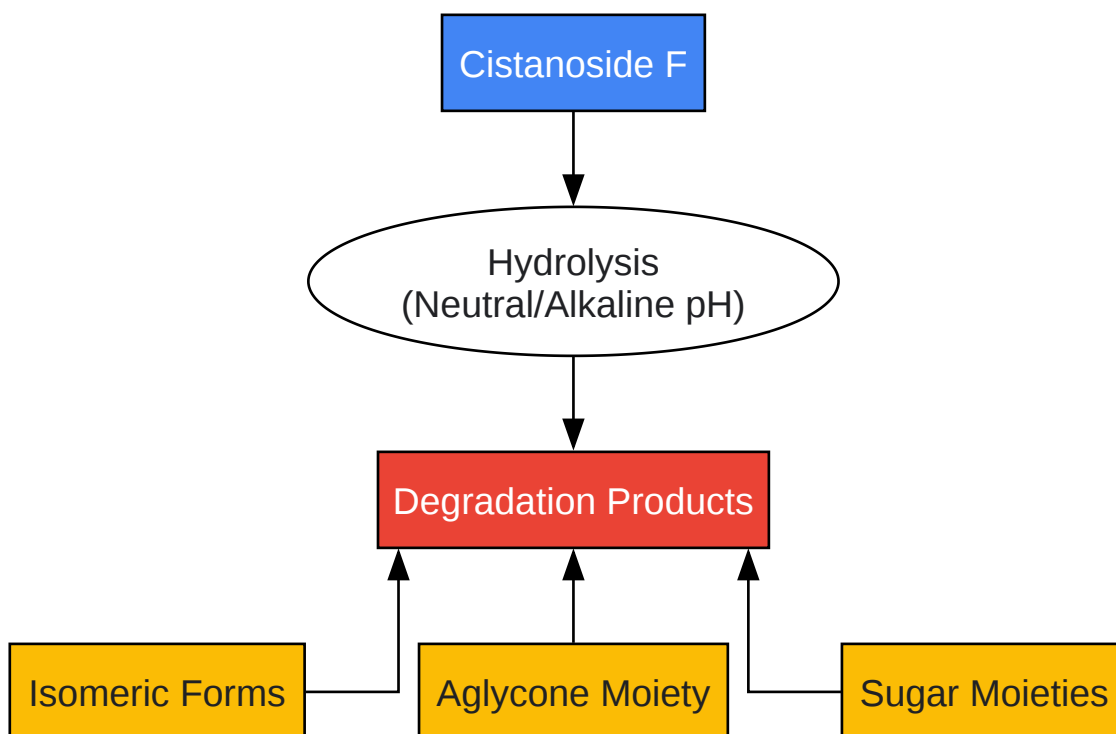 Cistanoside F
Hydrolysis
(Neutral/Alkaline pH)
Degradation Products
Isomeric Forms
Aglycone Moiety
Sugar Moieties